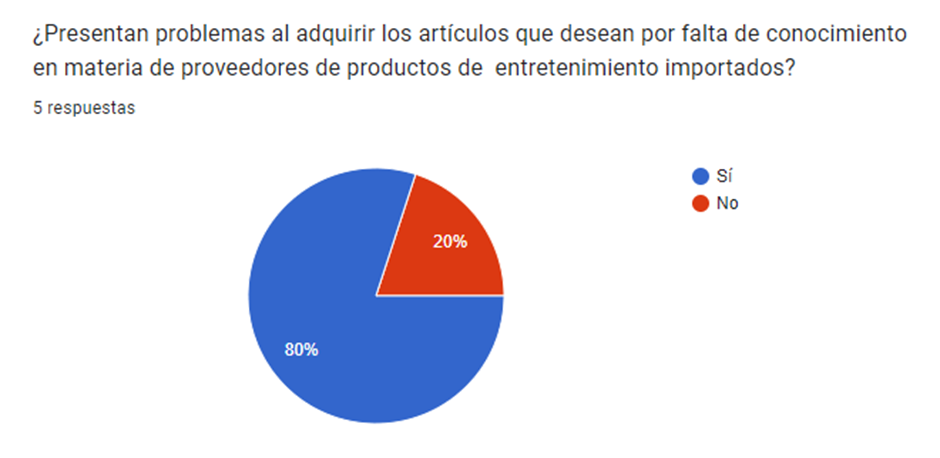 ¿Presentan problemas al adquirir los artículos que desean por falta de conocimiento
en materia de proveedores de productos de  entretenimiento importados?
5 respuestas
Sí
No
20%
80%